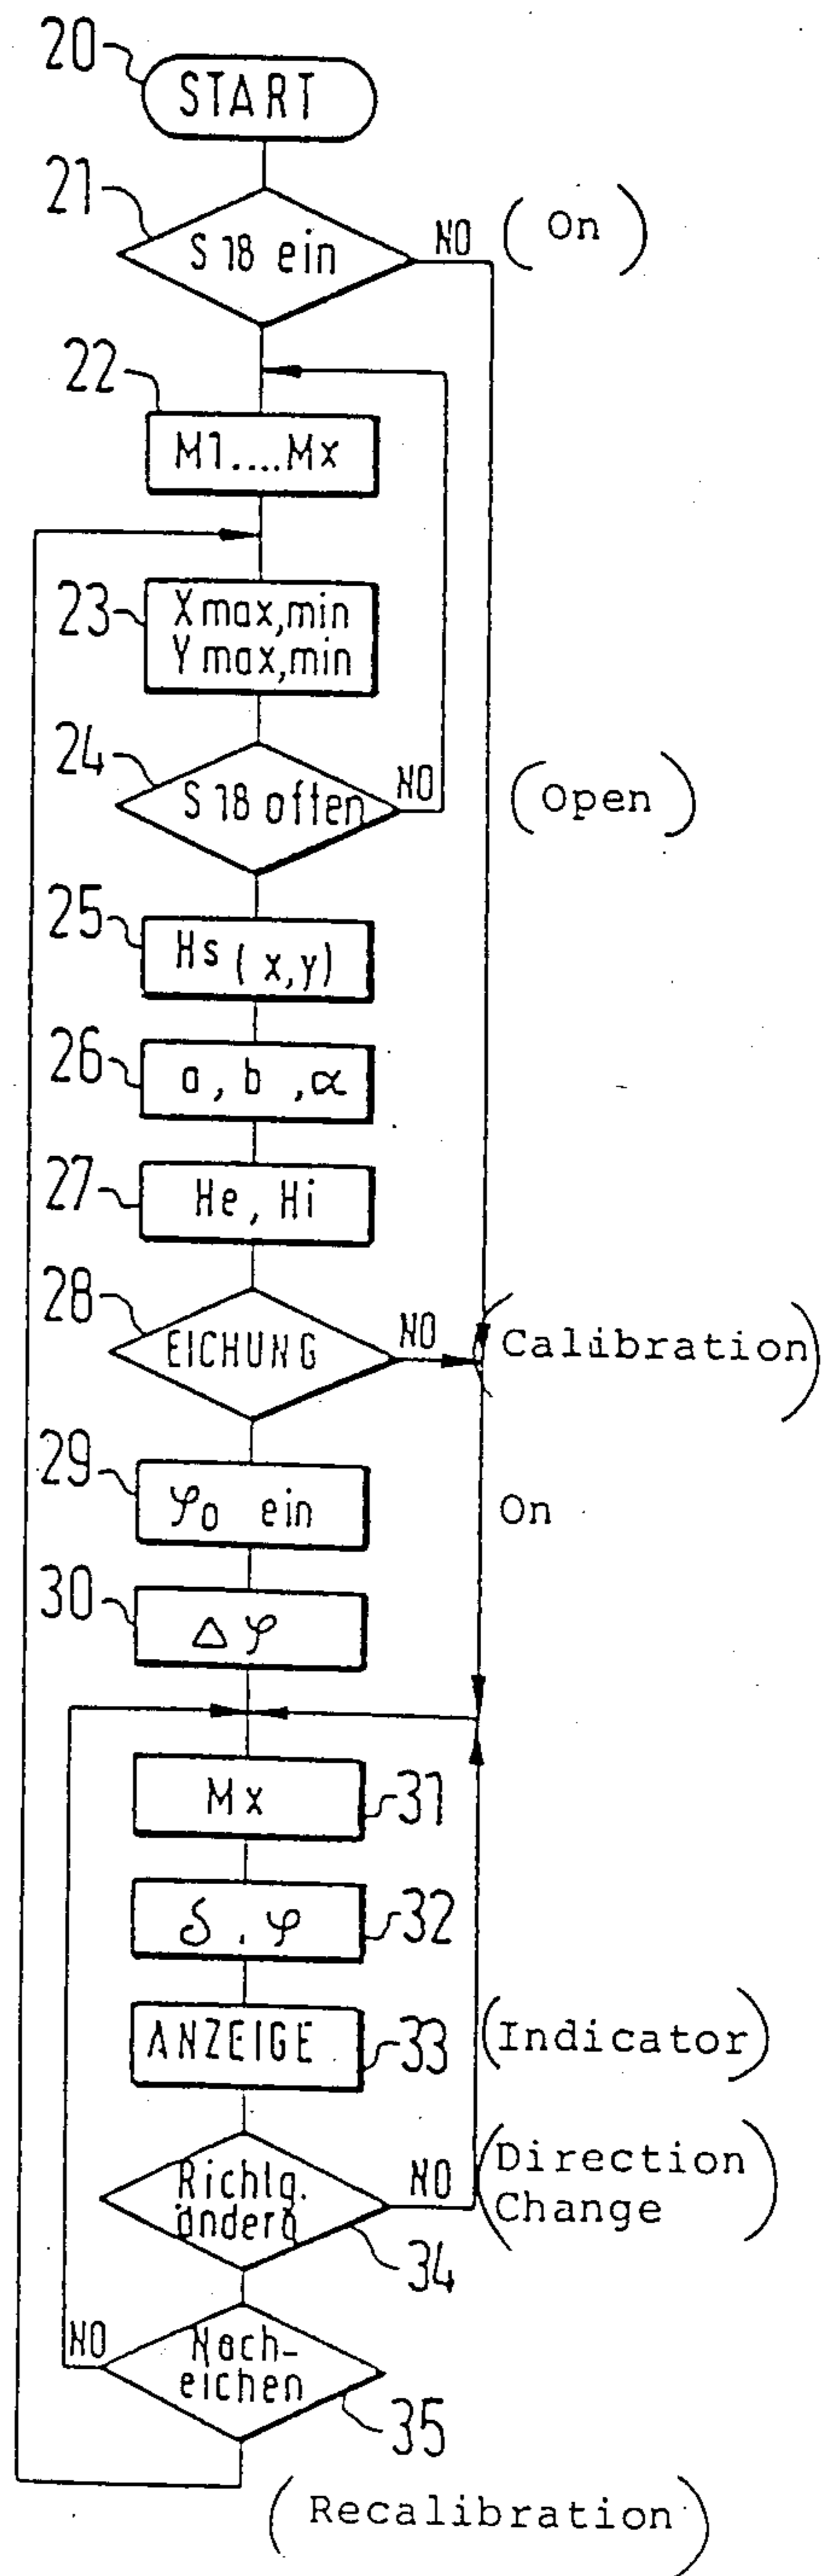 20
START
21
S 18 ein
NO
(On)
22
M1....Mx
23
Xmax,min
Ymax,min
24
S 18 offen
NO
(Open)
25
Hs (x,y)
26
a, b, α
27
He, Hi
28
EICHUNG
NO
(Calibration)
29
φ0 ein
On
30
Δφ
Mx
31
δ, φ
32
ANZEIGE
33
(Indicator)
Richtg.
änderg
NO
(Direction
Change)
34
NO
Nach-
eichen
35
(Recalibration)